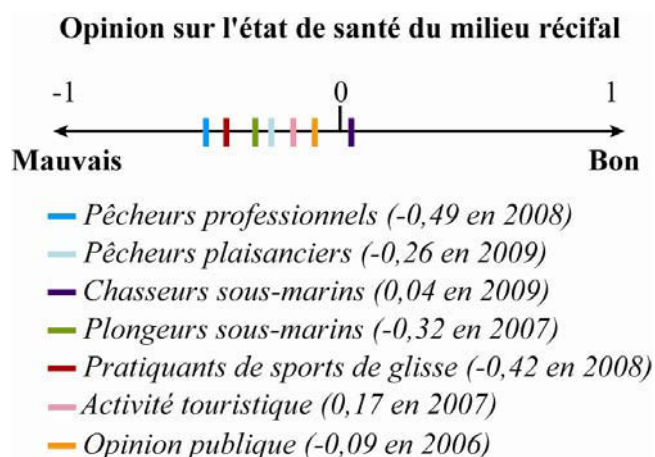 Opinion sur l'état de santé du milieu récifal
-1 0 1
Mauvais Bon
Pêcheurs professionnels (-0,49 en 2008)
Pêcheurs plaisanciers (-0,26 en 2009)
Chasseurs sous-marins (0,04 en 2009)
Plongeurs sous-marins (-0,32 en 2007)
Pratiquants de sports de glisse (-0,42 en 2008)
Activité touristique (0,17 en 2007)
Opinion publique (-0,09 en 2006)